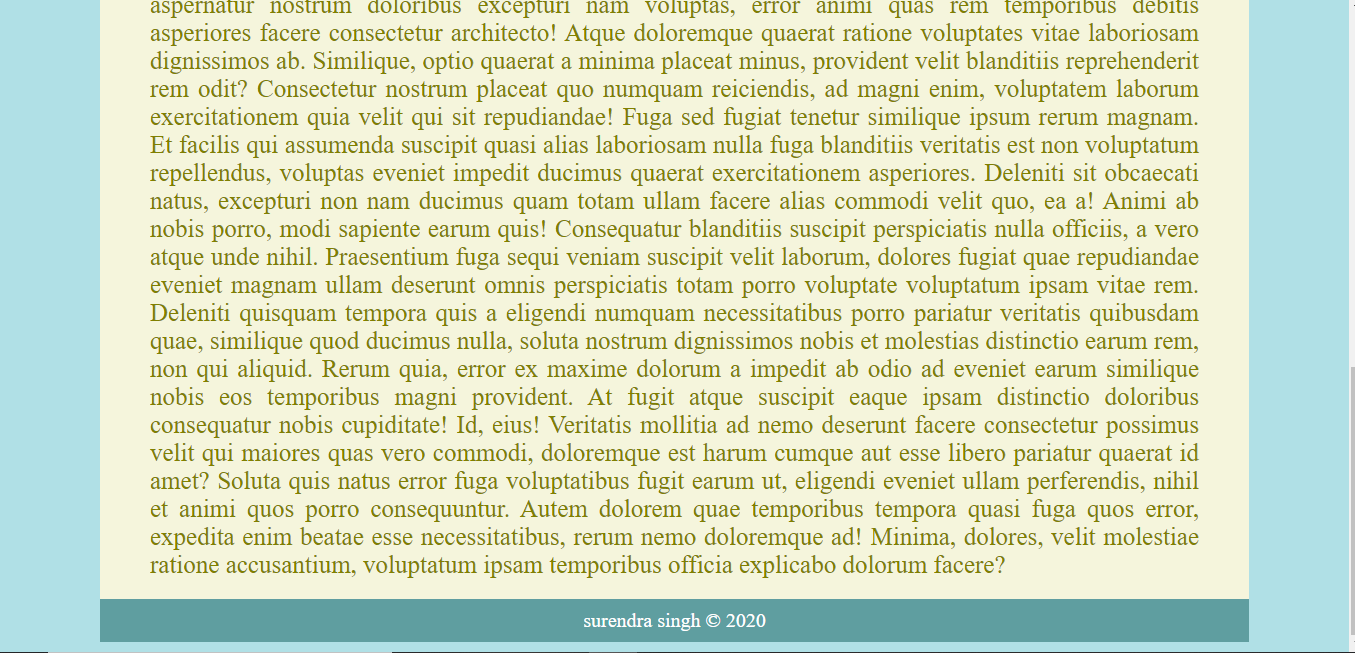 aspernatur nostrum doloribus excepturi nam voluptas, error animi quas rem temporibus debitis
asperiores facere consectetur architecto! Atque doloremque quaerat ratione voluptates vitae laboriosam
dignissimos ab. Similique, optio quaerat a minima placeat minus, provident velit blanditiis reprehenderit
rem odit? Consectetur nostrum placeat quo numquam reiciendis, ad magni enim, voluptatem laborum
exercitationem quia velit qui sit repudiandae! Fuga sed fugiat tenetur similique ipsum rerum magnam.
Et facilis qui assumenda suscipit quasi alias laboriosam nulla fuga blanditiis veritatis est non voluptatum
repellendus, voluptas eveniet impedit ducimus quaerat exercitationem asperiores. Deleniti sit obcaecati
natus, excepturi non nam ducimus quam totam ullam facere alias commodi velit quo, ea a! Animi ab
nobis porro, modi sapiente earum quis! Consequatur blanditiis suscipit perspiciatis nulla officiis, a vero
atque unde nihil. Praesentium fuga sequi veniam suscipit velit laborum, dolores fugiat quae repudiandae
eveniet magnam ullam deserunt omnis perspiciatis totam porro voluptate voluptatum ipsam vitae rem.
Deleniti quisquam tempora quis a eligendi numquam necessitatibus porro pariatur veritatis quibusdam
quae, similique quod ducimus nulla, soluta nostrum dignissimos nobis et molestias distinctio earum rem,
non qui aliquid. Rerum quia, error ex maxime dolorum a impedit ab odio ad eveniet earum similique
nobis eos temporibus magni provident. At fugit atque suscipit eaque ipsam distinctio doloribus
consequatur nobis cupiditate! Id, eius! Veritatis mollitia ad nemo deserunt facere consectetur possimus
velit qui maiores quas vero commodi, doloremque est harum cumque aut esse libero pariatur quaerat id
amet? Soluta quis natus error fuga voluptatibus fugit earum ut, eligendi eveniet ullam perferendis, nihil
et animi quos porro consequuntur. Autem dolorem quae temporibus tempora quasi fuga quos error,
expedita enim beatae esse necessitatibus, rerum nemo doloremque ad! Minima, dolores, velit molestiae
ratione accusantium, voluptatum ipsam temporibus officia explicabo dolorum facere?
surendra singh © 2020